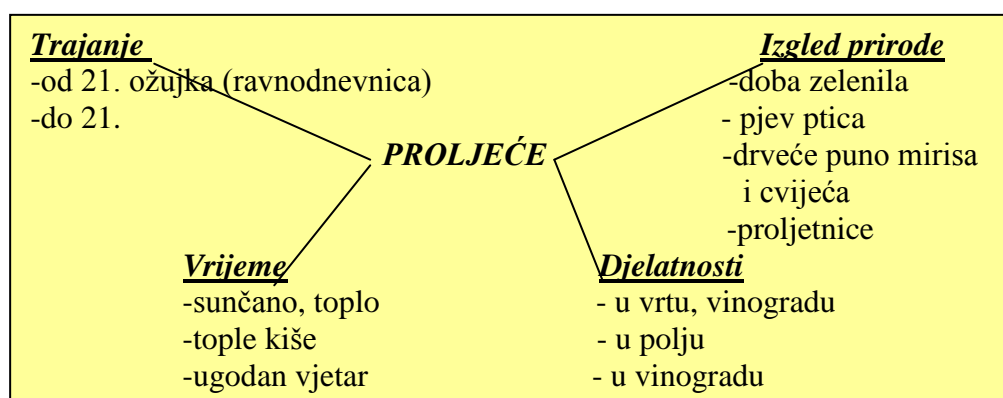 Trajanje
-od 21. ožujka (ravnodnevnica)
-do 21.
Izgled prirode
-doba zelenila
- pjev ptica
-drveće puno mirisa
i cvijeća
-proljetnice
PROLJEĆE
Vrijeme
-sunčano, toplo
-tople kiše
-ugodan vjetar
Djelatnosti
- u vrtu, vinogradu
- u polju
- u vinogradu